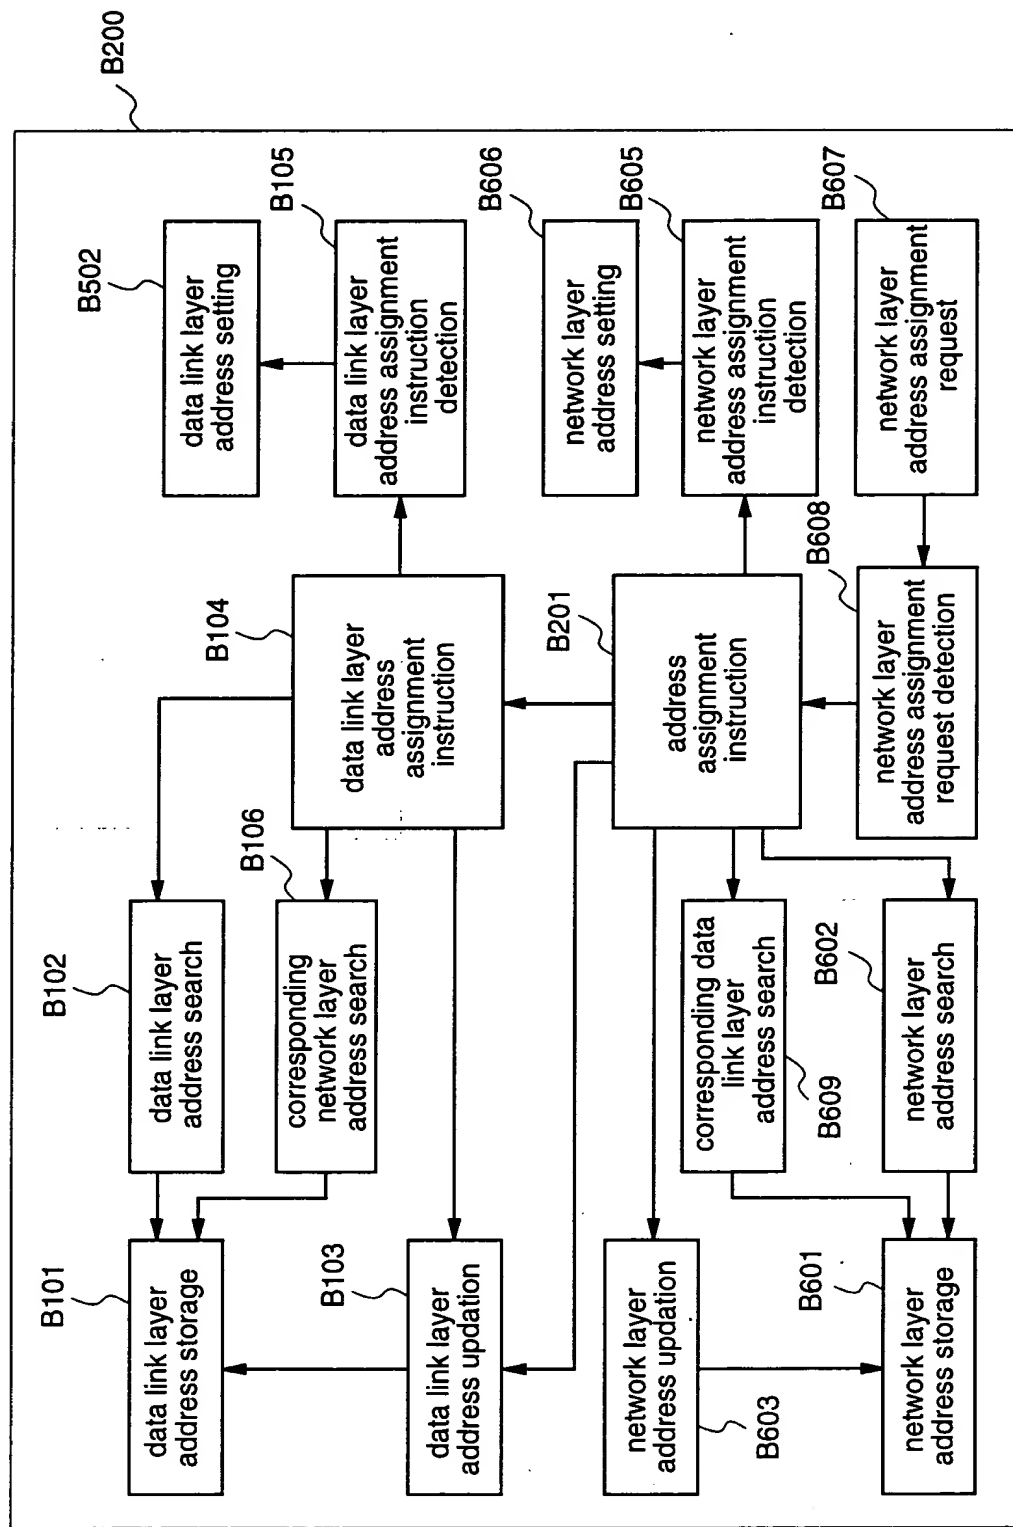 B200
B101
data link layer
address storage
B102
data link layer
address search
B502
data link layer
address setting
B106
corresponding
network layer
address search
B104
data link layer
address
assignment
instruction
B105
data link layer
address assignment
instruction
detection
B103
data link layer
address updation
B606
network layer
address setting
network layer
address updation
B603
corresponding data
link layer
address search
B609
B201
address
assignment
instruction
B605
network layer
address assignment
instruction
detection
B601
network layer
address storage
B602
network layer
address search
B608
network layer
address assignment
request detection
B607
network layer
address assignment
request